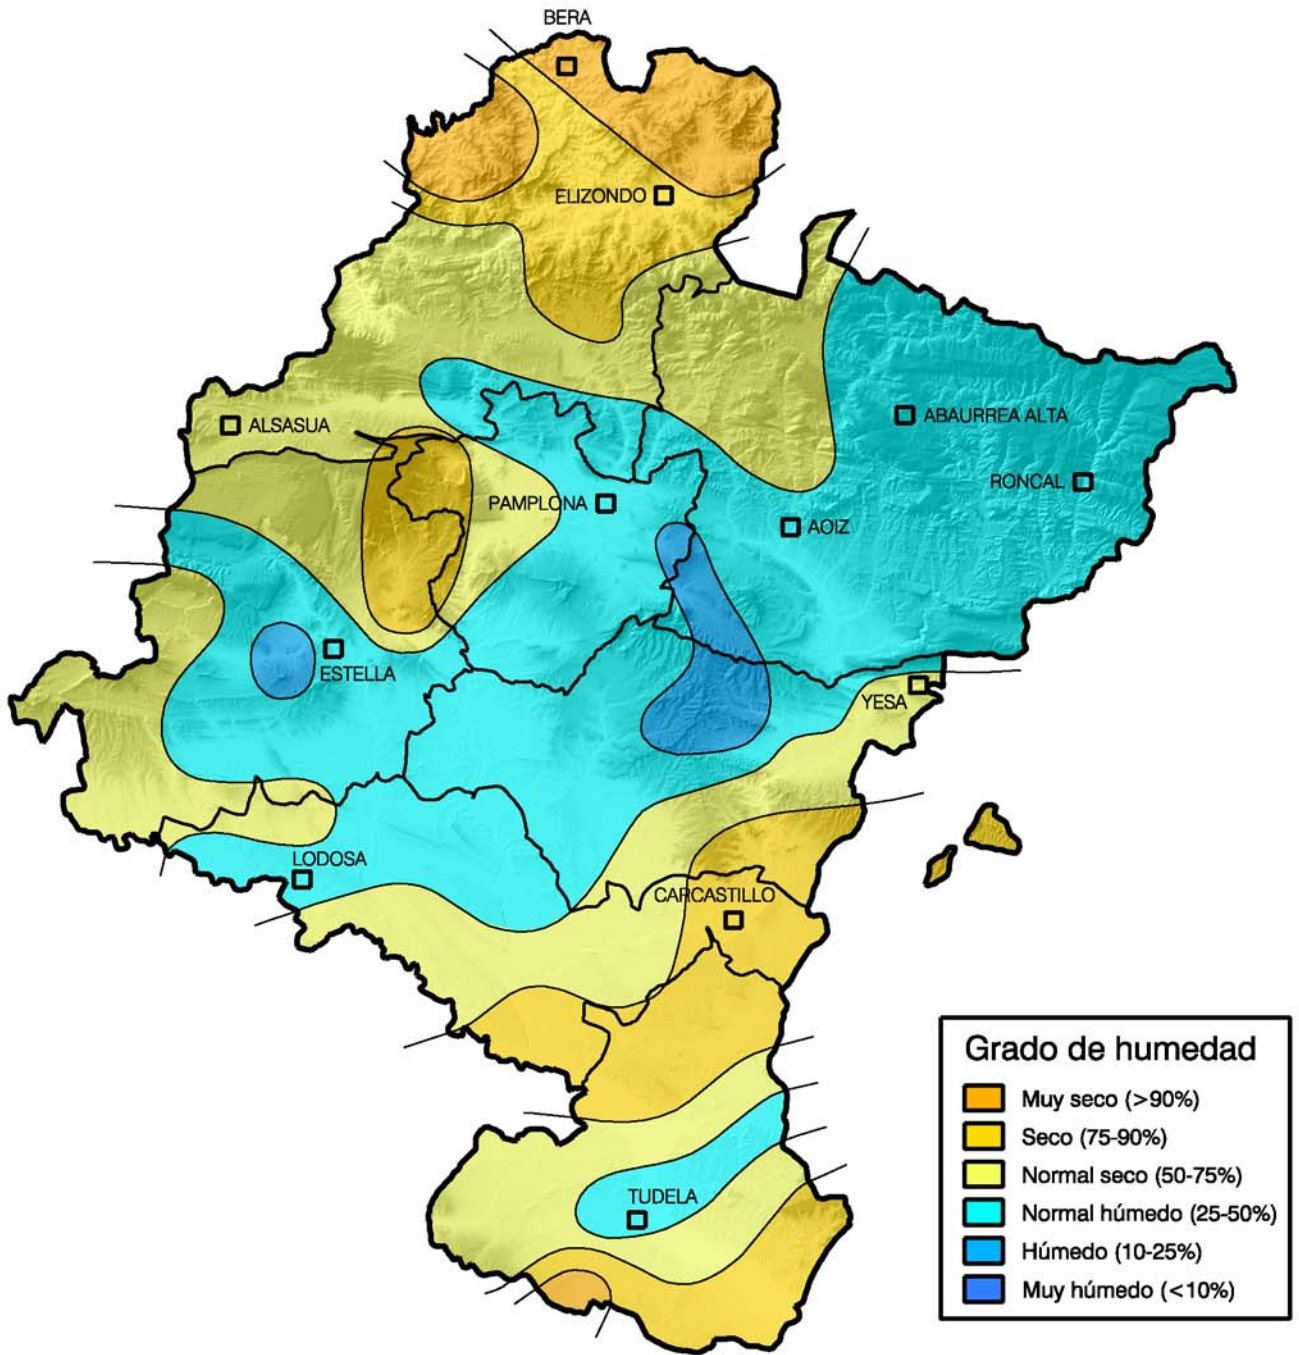 BERA
ELIZONDO
ALSASUA
ABAURREA ALTA
RONCAL
PAMPLONA
AOIZ
ESTELLA
YESA
LODOSA
CARCASTILLO
TUDELA
Grado de humedad
Muy seco (>90%)
Seco (75-90%)
Normal seco (50-75%)
Normal húmedo (25-50%)
Húmedo (10-25%)
Muy húmedo (<10%)